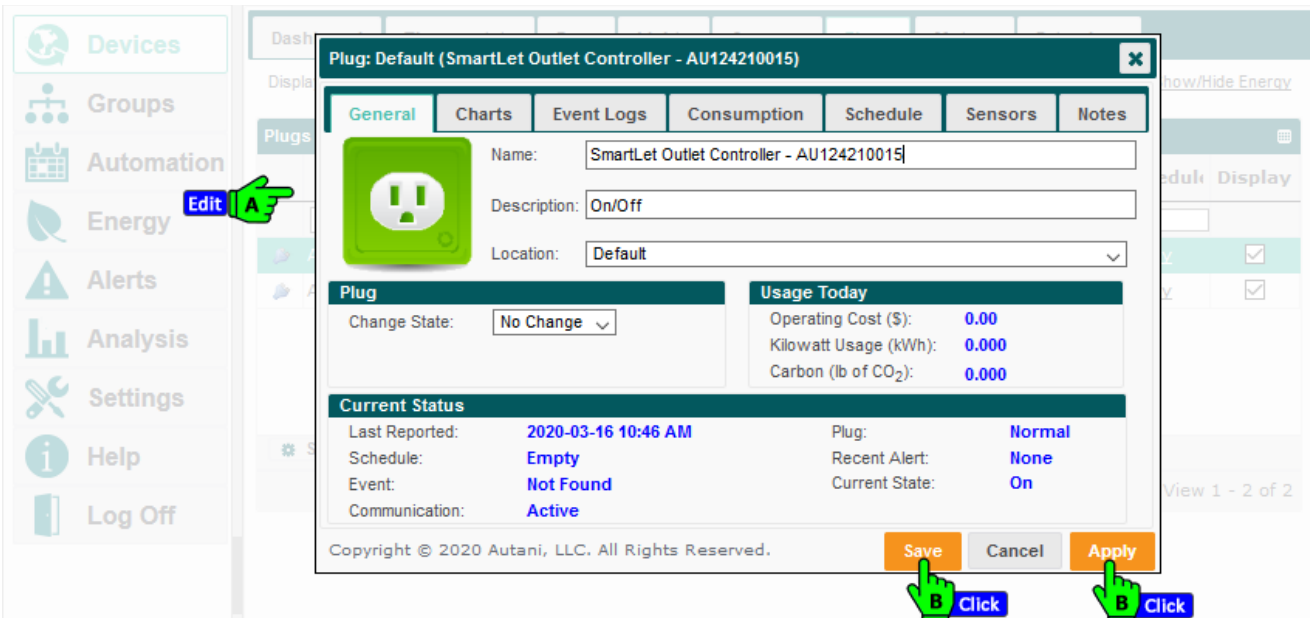 Devices
Groups
Automation
Energy
Alerts
Analysis
Settings
Help
Log Off
Dash
Displa
how/Hide Energy
Plugs
Display
Edit A
Plug: Default (SmartLet Outlet Controller - AU124210015)
General Charts Event Logs Consumption Schedule Sensors Notes
Name: SmartLet Outlet Controller - AU124210015
Description: On/Off
Location: Default
Plug
Change State: No Change
Usage Today
Operating Cost ($): 0.00
Kilowatt Usage (kWh): 0.000
Carbon (lb of CO2): 0.000
Current Status
Last Reported: 2020-03-16 10:46 AM Plug: Normal
Schedule: Empty Recent Alert: None
Event: Not Found Current State: On
Communication: Active
View 1 - 2 of 2
Copyright © 2020 Autani, LLC. All Rights Reserved. Save Cancel Apply
B Click B Click